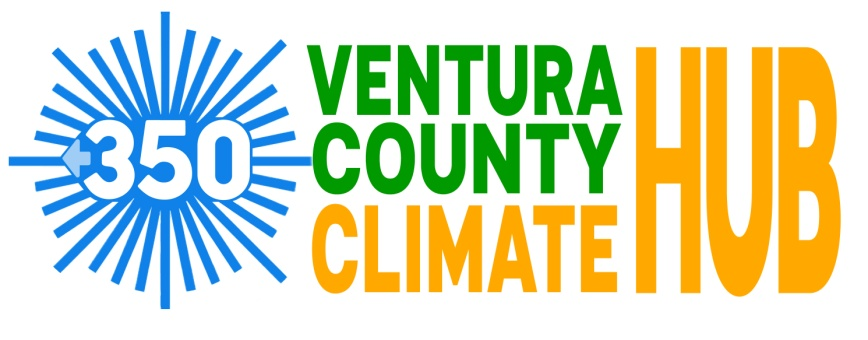 350
VENTURA
COUNTY
CLIMATE
HUB